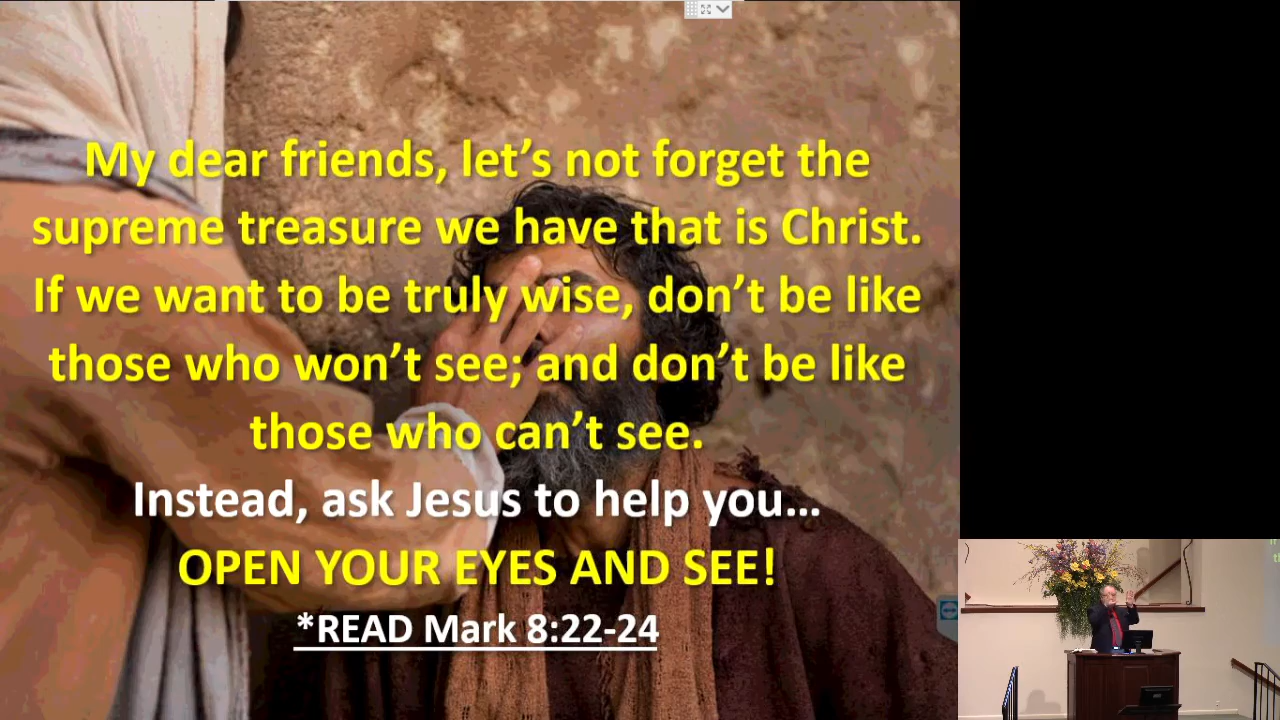 My dear friends, let's not forget the
supreme treasure we have that is Christ.
If we want to be truly wise, don't be like
those who won't see; and don't be like
those who can't see.
Instead, ask Jesus to help you...
OPEN YOUR EYES AND SEE!
*READ Mark 8:22-24